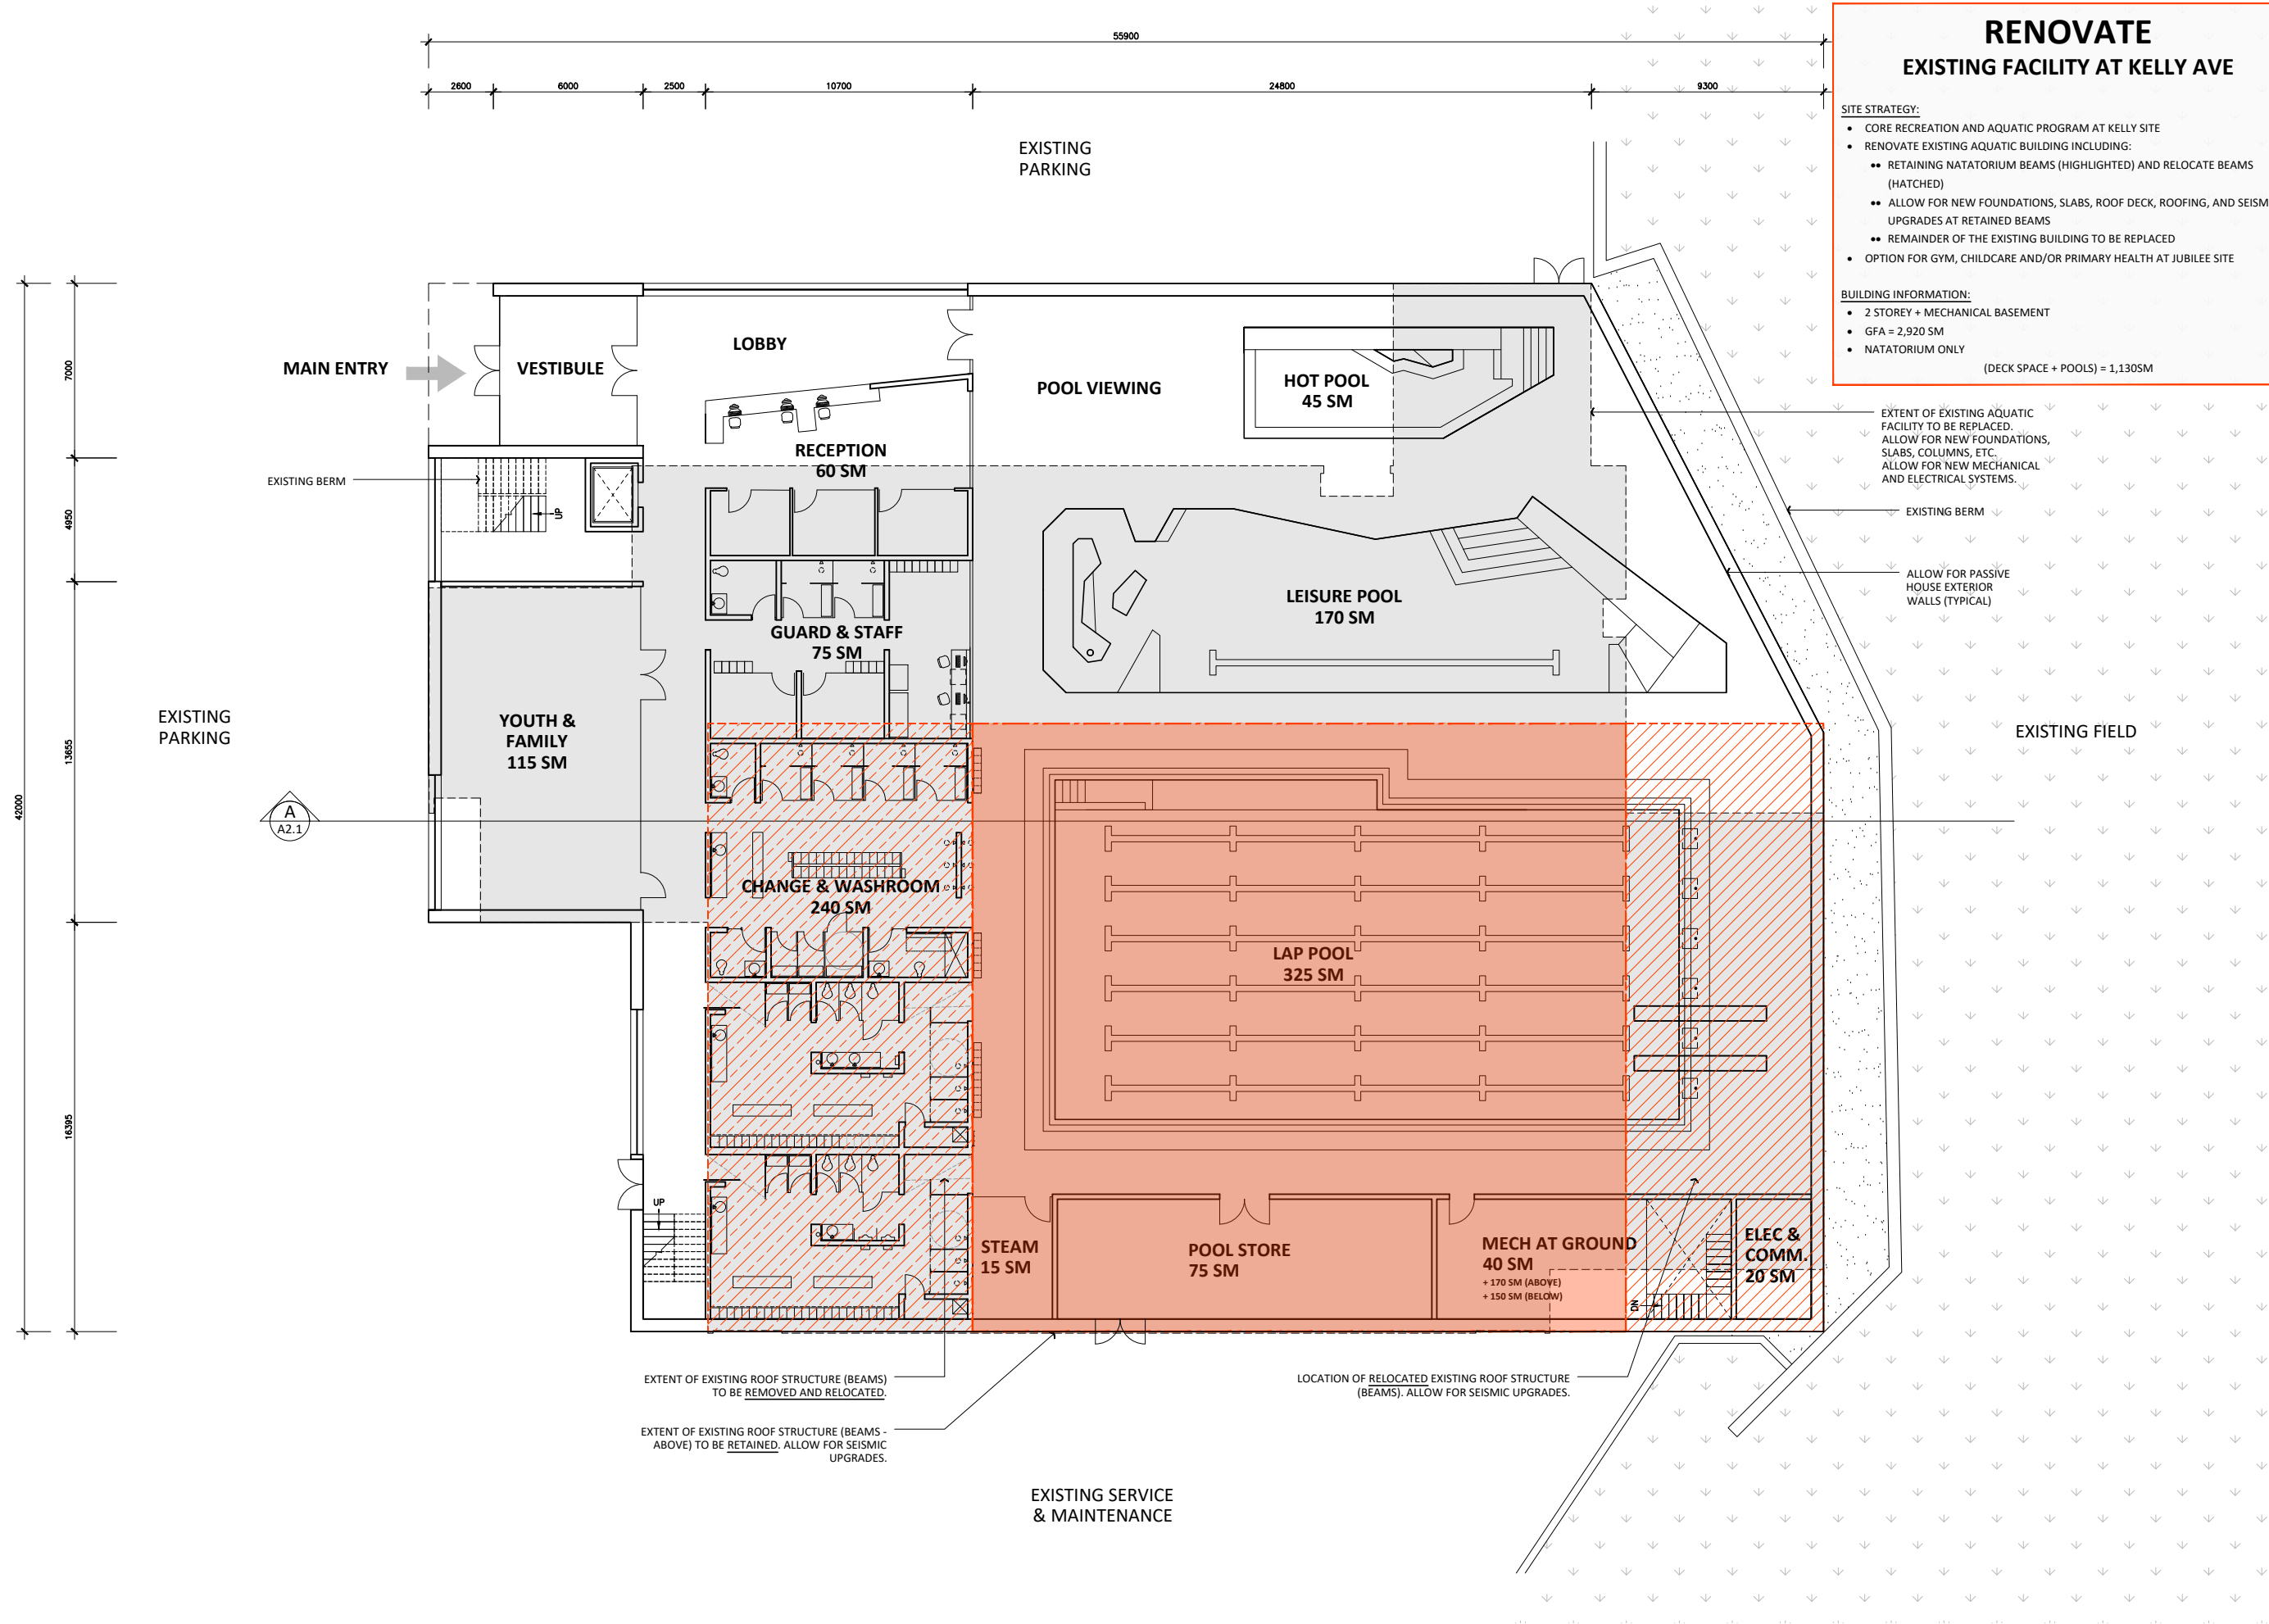 55900
2600
6000
2500
10700
24800
9300
RENOVATE
EXISTING FACILITY AT KELLY AVE
SITE STRATEGY:
• CORE RECREATION AND AQUATIC PROGRAM AT KELLY SITE
• RENOVATE EXISTING AQUATIC BUILDING INCLUDING:
•• RETAINING NATATORIUM BEAMS (HIGHLIGHTED) AND RELOCATE BEAMS
(HATCHED)
•• ALLOW FOR NEW FOUNDATIONS, SLABS, ROOF DECK, ROOFING, AND SEISM
UPGRADES AT RETAINED BEAMS
•• REMAINDER OF THE EXISTING BUILDING TO BE REPLACED
• OPTION FOR GYM, CHILDCARE AND/OR PRIMARY HEALTH AT JUBILEE SITE
BUILDING INFORMATION:
• 2 STOREY + MECHANICAL BASEMENT
• GFA = 2,920 SM
• NATATORIUM ONLY
(DECK SPACE + POOLS) = 1,130SM
EXISTING
PARKING
42000
7000
4950
13655
16395
MAIN ENTRY
VESTIBULE
LOBBY
POOL VIEWING
HOT POOL
45 SM
RECEPTION
60 SM
EXISTING BERM
UP
EXTENT OF EXISTING AQUATIC
FACILITY TO BE REPLACED.
ALLOW FOR NEW FOUNDATIONS,
SLABS, COLUMNS, ETC.
ALLOW FOR NEW MECHANICAL
AND ELECTRICAL SYSTEMS.
EXISTING BERM
ALLOW FOR PASSIVE
HOUSE EXTERIOR
WALLS (TYPICAL)
LEISURE POOL
170 SM
GUARD & STAFF
75 SM
EXISTING
PARKING
YOUTH &
FAMILY
115 SM
EXISTING FIELD
A
A2.1
CHANGE & WASHROOM
240 SM
LAP POOL
325 SM
UP
STEAM
15 SM
POOL STORE
75 SM
MECH AT GROUND
40 SM
+ 170 SM (ABOVE)
+ 150 SM (BELOW)
DN
ELEC &
COMM.
20 SM
EXTENT OF EXISTING ROOF STRUCTURE (BEAMS)
TO BE REMOVED AND RELOCATED.
EXTENT OF EXISTING ROOF STRUCTURE (BEAMS -
ABOVE) TO BE RETAINED. ALLOW FOR SEISMIC
UPGRADES.
LOCATION OF RELOCATED EXISTING ROOF STRUCTURE
(BEAMS). ALLOW FOR SEISMIC UPGRADES.
EXISTING SERVICE
& MAINTENANCE